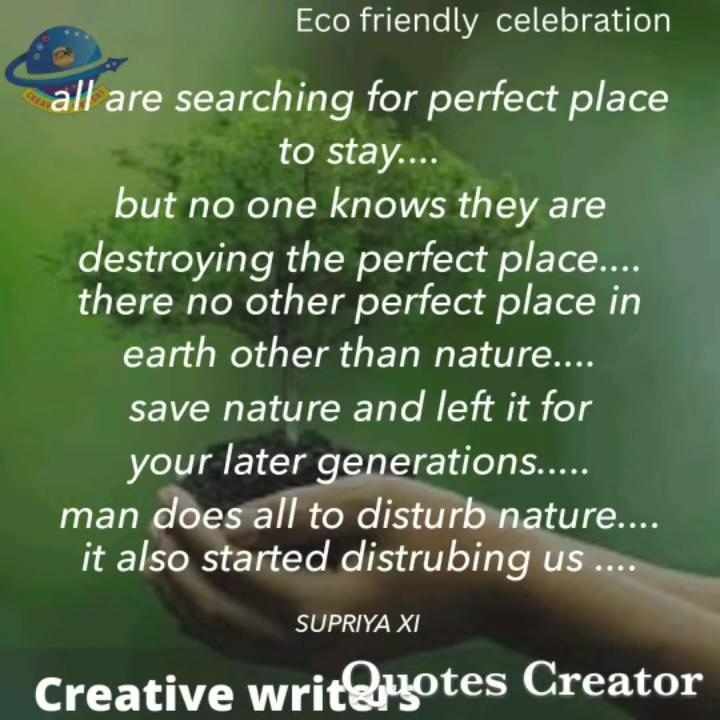 Eco friendly celebration
all are searching for perfect place
to stay....
but no one knows they are
destroying the perfect place....
there no other perfect place in
earth other than nature....
save nature and left it for
your later generations.....
man does all to disturb nature....
it also started distrubing us ....
SUPRIYA XI
Creative writers
Quotes Creator